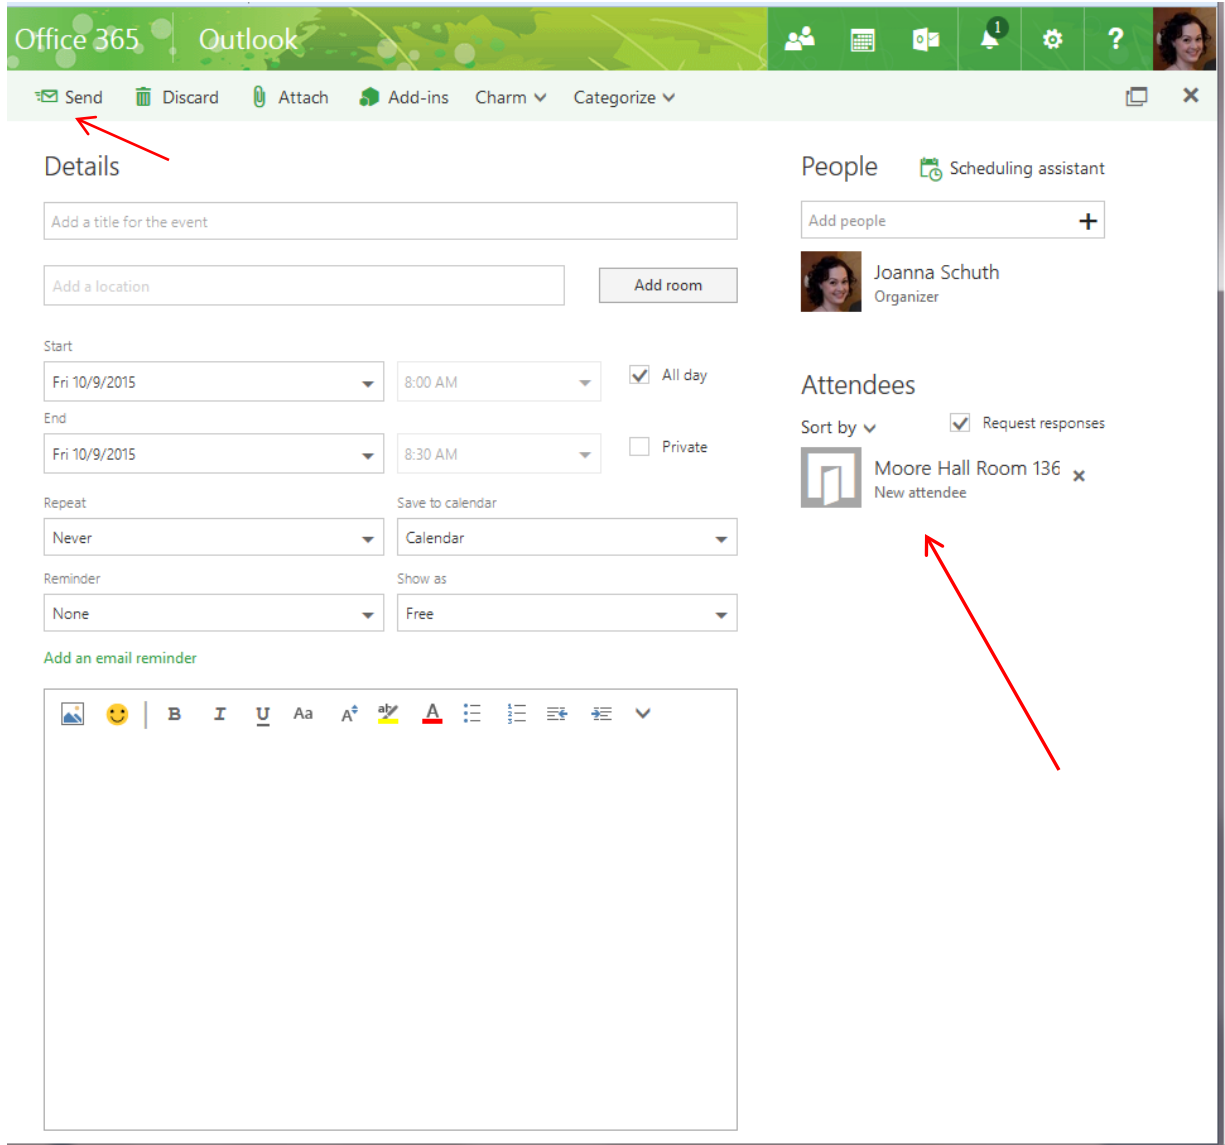 Office 365 Outlook
1
?
Send Discard Attach Add-ins Charm Categorize
Details
Add a title for the event
Add a location Add room
Start
Fri 10/9/2015 8:00 AM All day
End
Fri 10/9/2015 8:30 AM Private
Repeat Save to calendar
Never Calendar
Reminder Show as
None Free
Add an email reminder
B I U Aa A ab A
People Scheduling assistant
Add people
Joanna Schuth
Organizer
Attendees
Sort by Request responses
Moore Hall Room 136
New attendee